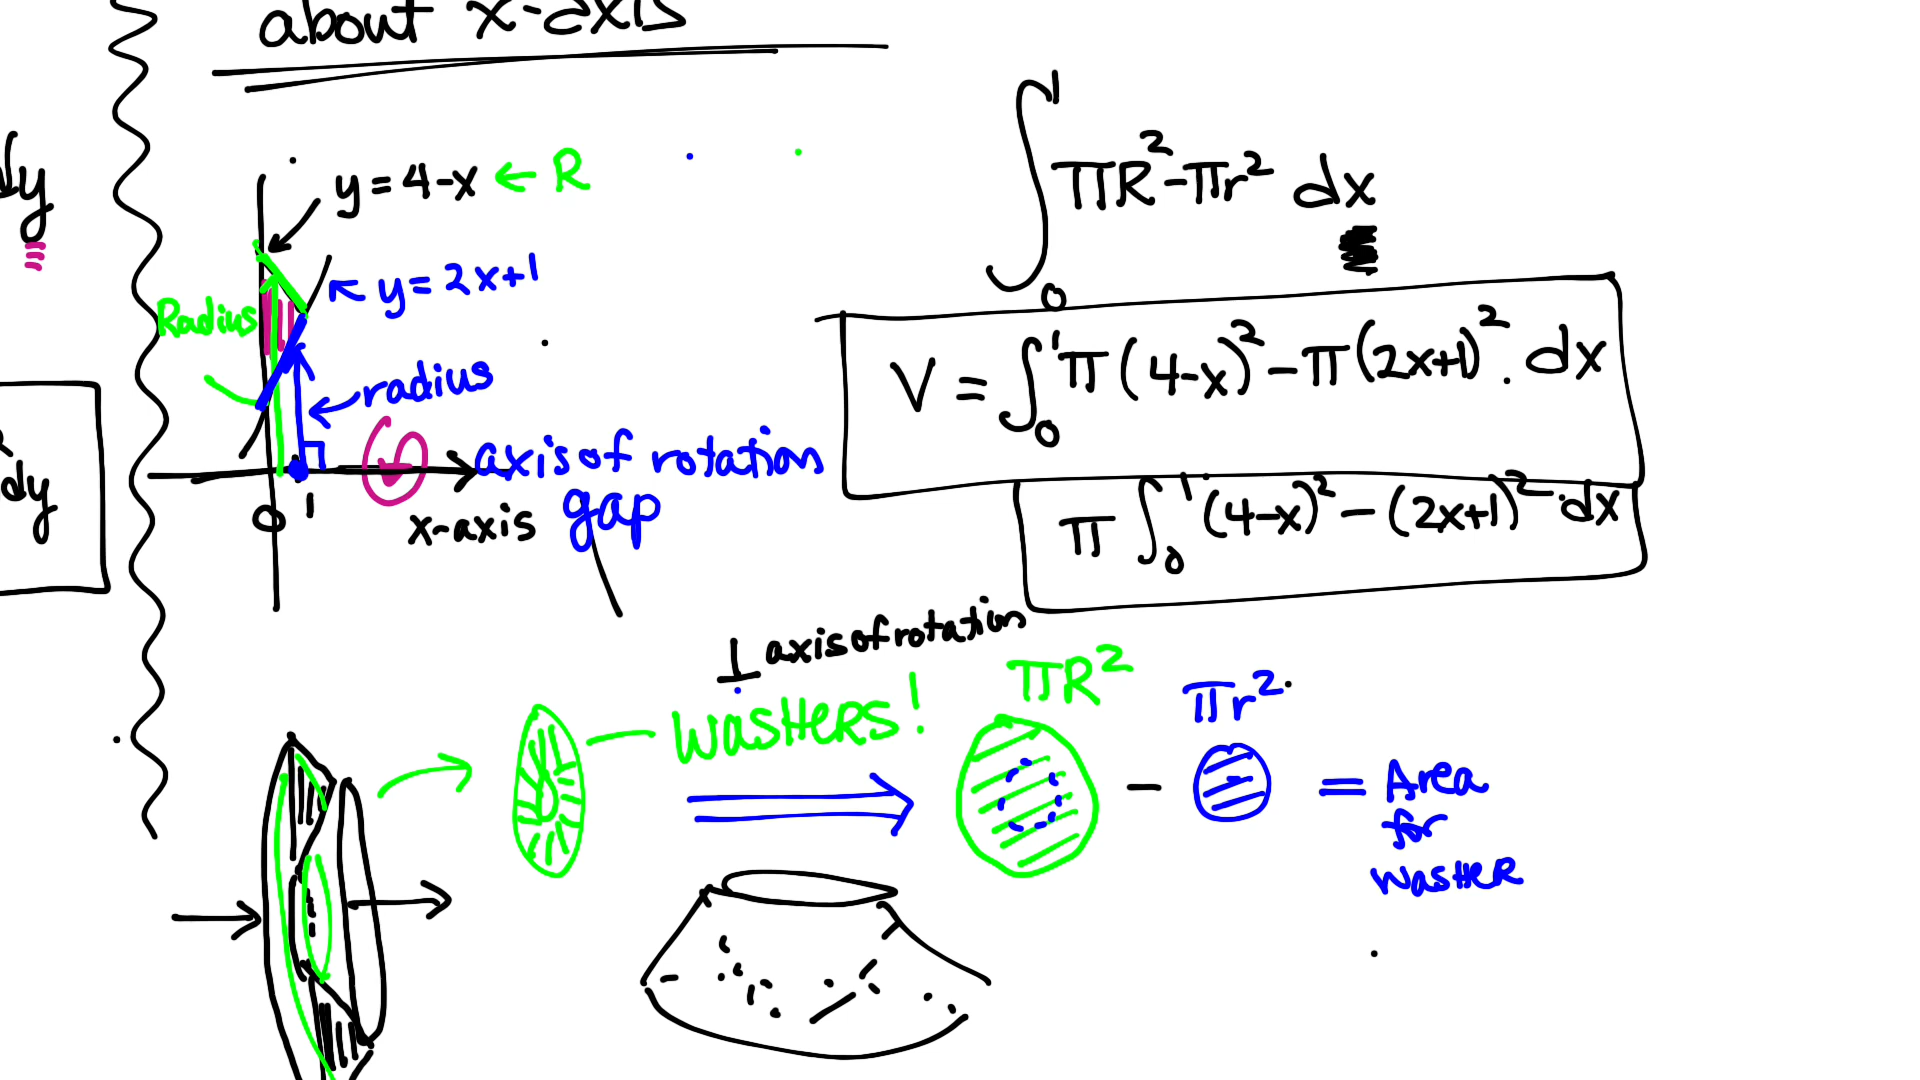 about x-axis
dy
y = 4-x ← R
y = 2x+1
Radius
radius
axis of rotation
gap
0 1
x-axis
dy
∫₀¹ πR² - πr² dx
V = ∫₀¹ π(4-x)² - π(2x+1)² · dx
π ∫₀¹ (4-x)² - (2x+1)² · dx
⊥ axis of rotation
WASHERS!
πR²
πr²
- = Area
for
WASHER